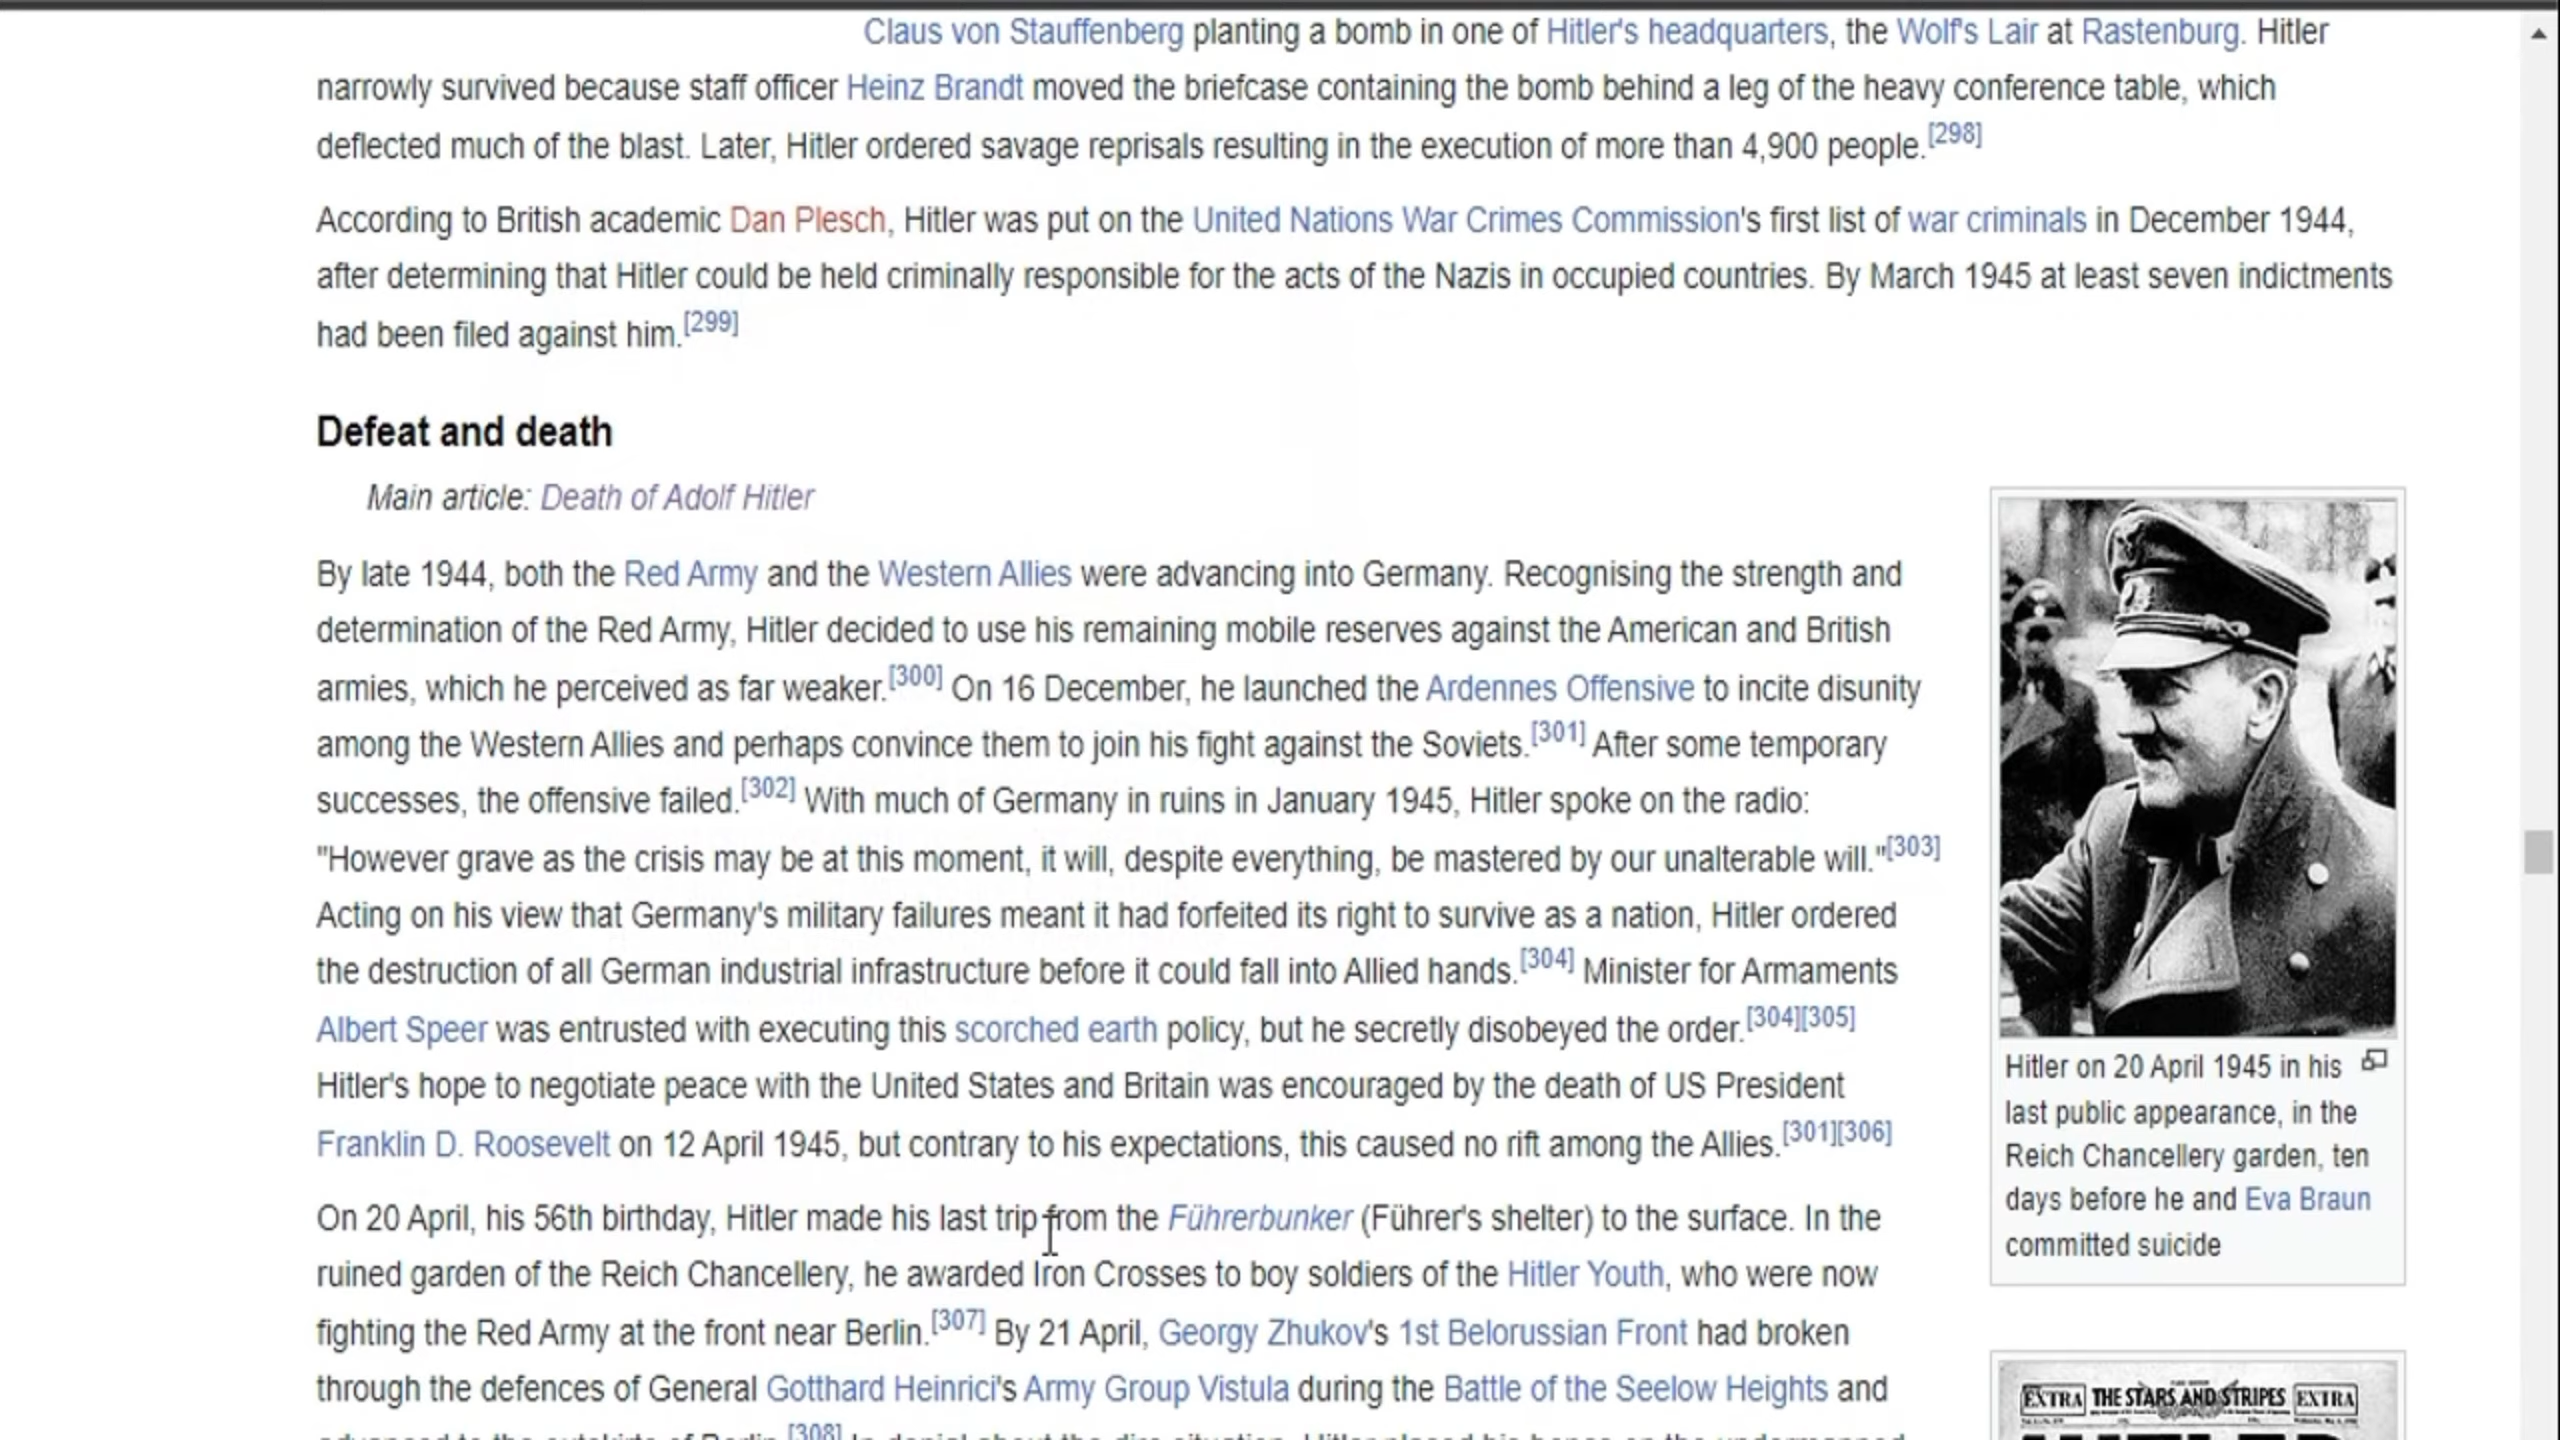 Claus von Stauffenberg planting a bomb in one of Hitler's headquarters, the Wolf's Lair at Rastenburg. Hitler
narrowly survived because staff officer Heinz Brandt moved the briefcase containing the bomb behind a leg of the heavy conference table, which
deflected much of the blast. Later, Hitler ordered savage reprisals resulting in the execution of more than 4,900 people.[298]
According to British academic Dan Plesch, Hitler was put on the United Nations War Crimes Commission's first list of war criminals in December 1944,
after determining that Hitler could be held criminally responsible for the acts of the Nazis in occupied countries. By March 1945 at least seven indictments
had been filed against him.[299]
Defeat and death
Main article: Death of Adolf Hitler
By late 1944, both the Red Army and the Western Allies were advancing into Germany. Recognising the strength and
determination of the Red Army, Hitler decided to use his remaining mobile reserves against the American and British
armies, which he perceived as far weaker.[300] On 16 December, he launched the Ardennes Offensive to incite disunity
among the Western Allies and perhaps convince them to join his fight against the Soviets.[301] After some temporary
successes, the offensive failed.[302] With much of Germany in ruins in January 1945, Hitler spoke on the radio:
"However grave as the crisis may be at this moment, it will, despite everything, be mastered by our unalterable will."[303]
Acting on his view that Germany's military failures meant it had forfeited its right to survive as a nation, Hitler ordered
the destruction of all German industrial infrastructure before it could fall into Allied hands.[304] Minister for Armaments
Albert Speer was entrusted with executing this scorched earth policy, but he secretly disobeyed the order.[304][305]
Hitler's hope to negotiate peace with the United States and Britain was encouraged by the death of US President
Franklin D. Roosevelt on 12 April 1945, but contrary to his expectations, this caused no rift among the Allies.[301][306]
On 20 April, his 56th birthday, Hitler made his last trip from the Führerbunker (Führer's shelter) to the surface. In the
ruined garden of the Reich Chancellery, he awarded Iron Crosses to boy soldiers of the Hitler Youth, who were now
fighting the Red Army at the front near Berlin.[307] By 21 April, Georgy Zhukov's 1st Belorussian Front had broken
through the defences of General Gotthard Heinrici's Army Group Vistula during the Battle of the Seelow Heights and
Hitler on 20 April 1945 in his
last public appearance, in the
Reich Chancellery garden, ten
days before he and Eva Braun
committed suicide
EXTRA THE STARS AND STRIPES EXTRA